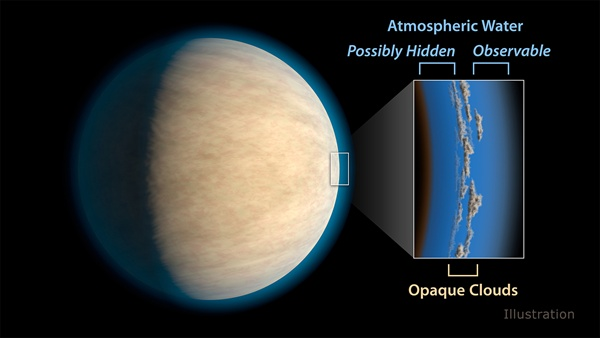 Atmospheric Water
Possibly Hidden Observable
Opaque Clouds
Illustration